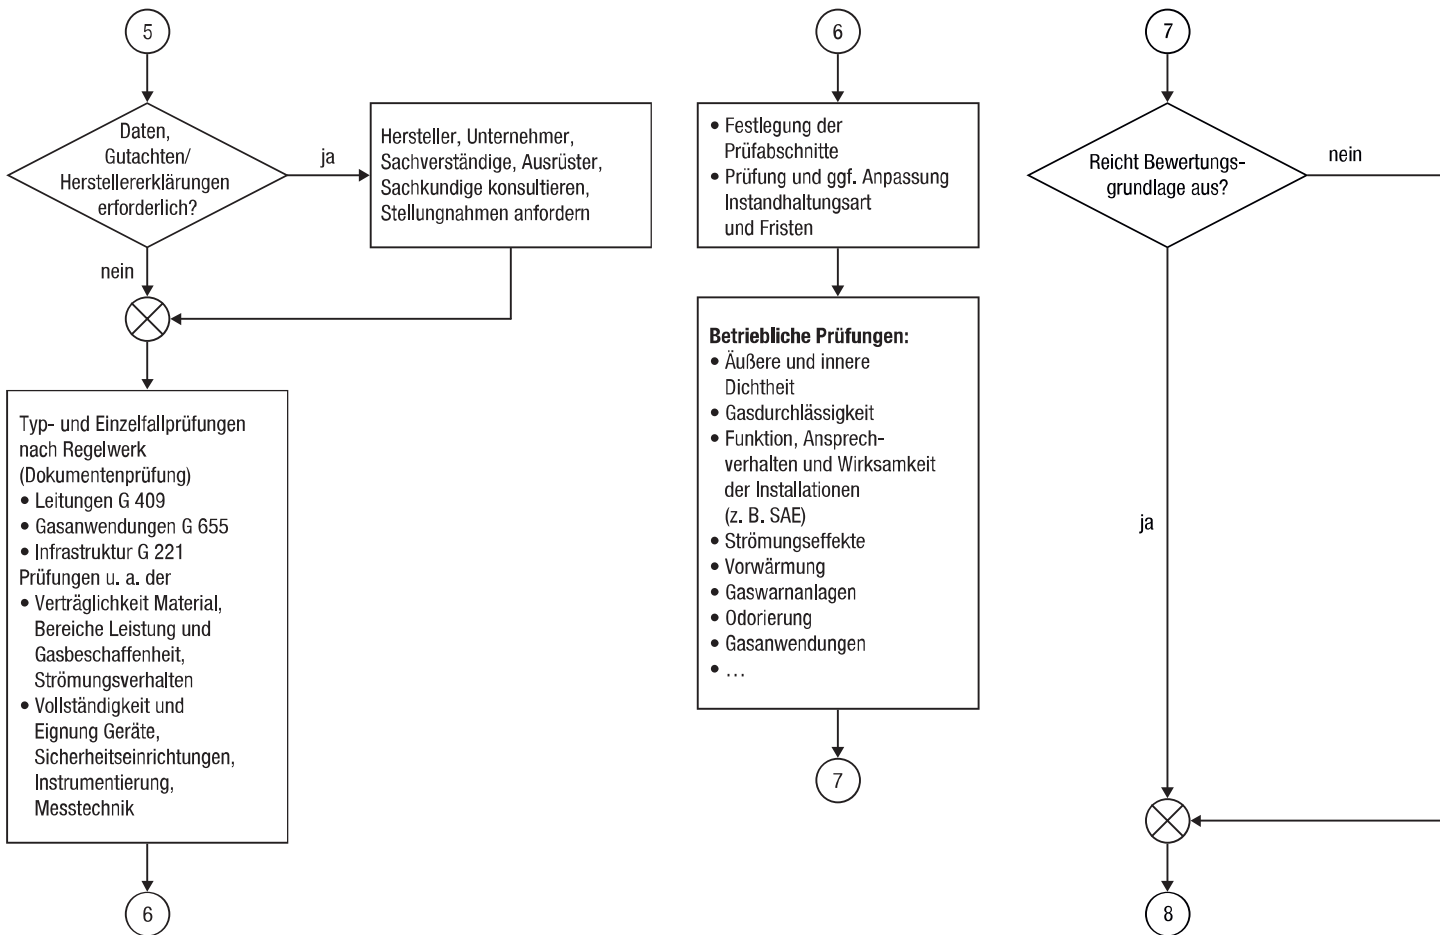 5
Daten,
Gutachten/
Herstellererklärungen
erforderlich?
ja
Hersteller, Unternehmer,
Sachverständige, Ausrüster,
Sachkundige konsultieren,
Stellungnahmen anfordern
nein
Typ- und Einzelfallprüfungen
nach Regelwerk
(Dokumentenprüfung)
• Leitungen G 409
• Gasanwendungen G 655
• Infrastruktur G 221
Prüfungen u. a. der
• Verträglichkeit Material,
Bereiche Leistung und
Gasbeschaffenheit,
Strömungsverhalten
• Vollständigkeit und
Eignung Geräte,
Sicherheitseinrichtungen,
Instrumentierung,
Messtechnik
6
6
• Festlegung der
Prüfabschnitte
• Prüfung und ggf. Anpassung
Instandhaltungsart
und Fristen
Betriebliche Prüfungen:
• Äußere und innere
Dichtheit
• Gasdurchlässigkeit
• Funktion, Ansprech-
verhalten und Wirksamkeit
der Installationen
(z. B. SAE)
• Strömungseffekte
• Vorwärmung
• Gaswarnanlagen
• Odorierung
• Gasanwendungen
• …
7
7
Reicht Bewertungs-
grundlage aus?
nein
ja
8